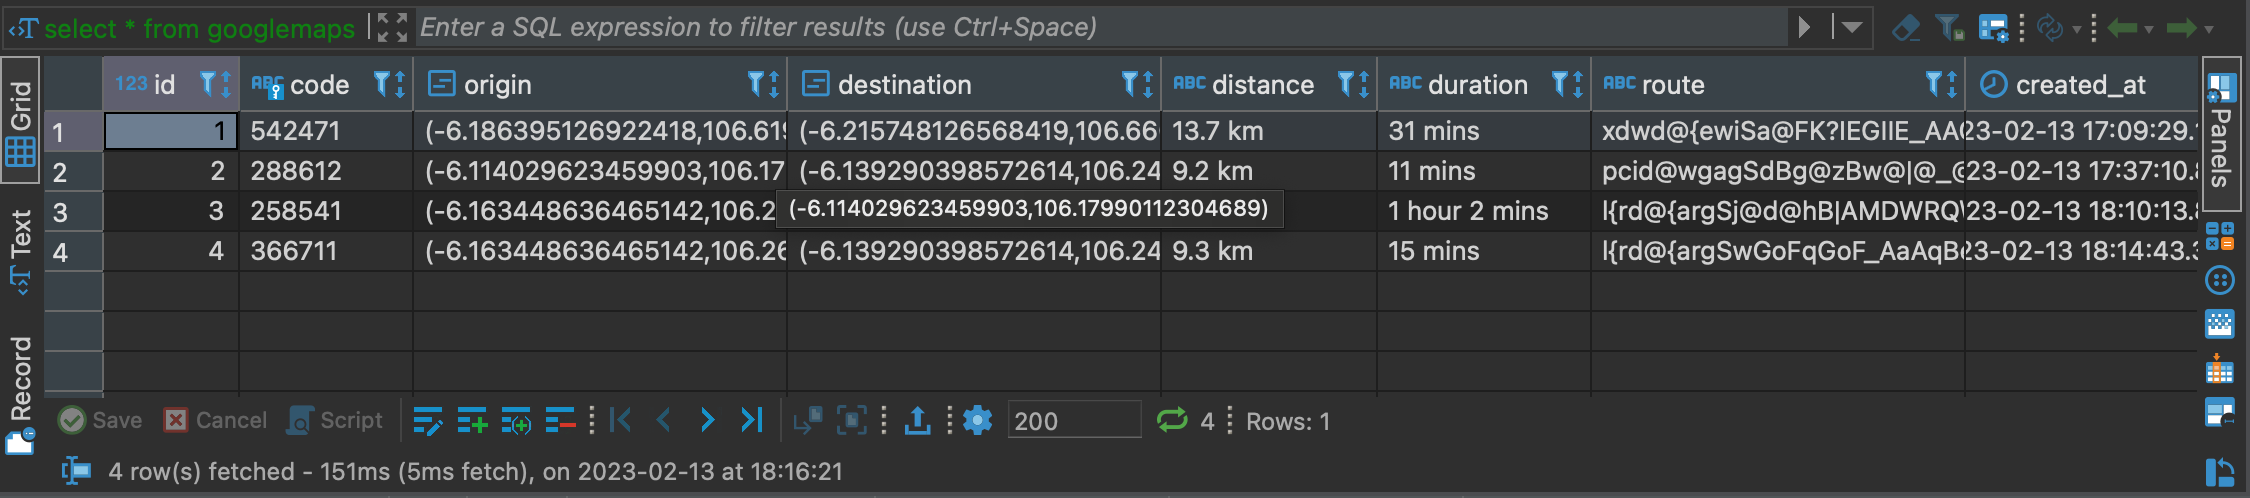 select * from googlemaps Enter a SQL expression to filter results (use Ctrl+Space)
123 id ABC code origin destination ABC distance ABC duration ABC route created_at
1 1 542471 (-6.186395126922418,106.619 (-6.215748126568419,106.66 13.7 km 31 mins xdwd@{ewiSa@FK?IEGIIE_AA 23-02-13 17:09:29.
2 2 288612 (-6.114029623459903,106.17 (-6.139290398572614,106.24 9.2 km 11 mins pcid@wgagSdBg@zBw@|@_@ 23-02-13 17:37:10.8
3 3 258541 (-6.163448636465142,106.2 (-6.114029623459903,106.17990112304689) 1 hour 2 mins l{rd@{argSj@d@hB|AMDWRQ 23-02-13 18:10:13.8
4 4 366711 (-6.163448636465142,106.26 (-6.139290398572614,106.24 9.3 km 15 mins l{rd@{argSwGoFqGoF_AaAqB 23-02-13 18:14:43.3
Grid
Text
Record
Panels
Save Cancel Script 200 4 Rows: 1
4 row(s) fetched - 151ms (5ms fetch), on 2023-02-13 at 18:16:21